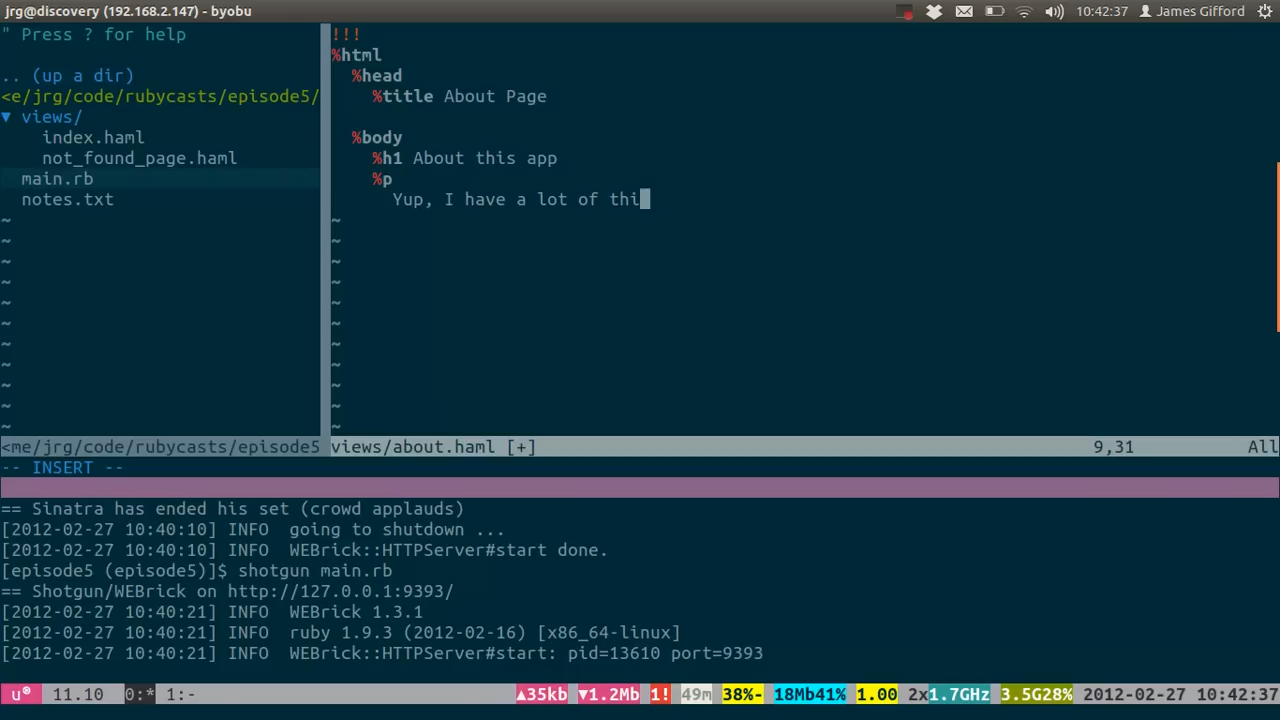 jrg@discovery (192.168.2.147) - byobu
10:42:37
James Gifford
" Press ? for help
.. (up a dir)
<e/jrg/code/rubycasts/episode5/
▼ views/
index.haml
not_found_page.haml
main.rb
notes.txt
~
~
~
~
~
~
~
~
~
~
~
!!!
%html
%head
%title About Page
%body
%h1 About this app
%p
Yup, I have a lot of thi
~
~
~
~
~
~
~
~
~
~
~
<me/jrg/code/rubycasts/episode5 views/about.haml [+] 9,31 All
-- INSERT --
== Sinatra has ended his set (crowd applauds)
[2012-02-27 10:40:10] INFO going to shutdown ...
[2012-02-27 10:40:10] INFO WEBrick::HTTPServer#start done.
[episode5 (episode5)]$ shotgun main.rb
== Shotgun/WEBrick on http://127.0.0.1:9393/
[2012-02-27 10:40:21] INFO WEBrick 1.3.1
[2012-02-27 10:40:21] INFO ruby 1.9.3 (2012-02-16) [x86_64-linux]
[2012-02-27 10:40:21] INFO WEBrick::HTTPServer#start: pid=13610 port=9393
u® 11.10 0:* 1:- ▲35kb ▼1.2Mb 1! 49m 38%- 18Mb41% 1.00 2x1.7GHz 3.5G28% 2012-02-27 10:42:37